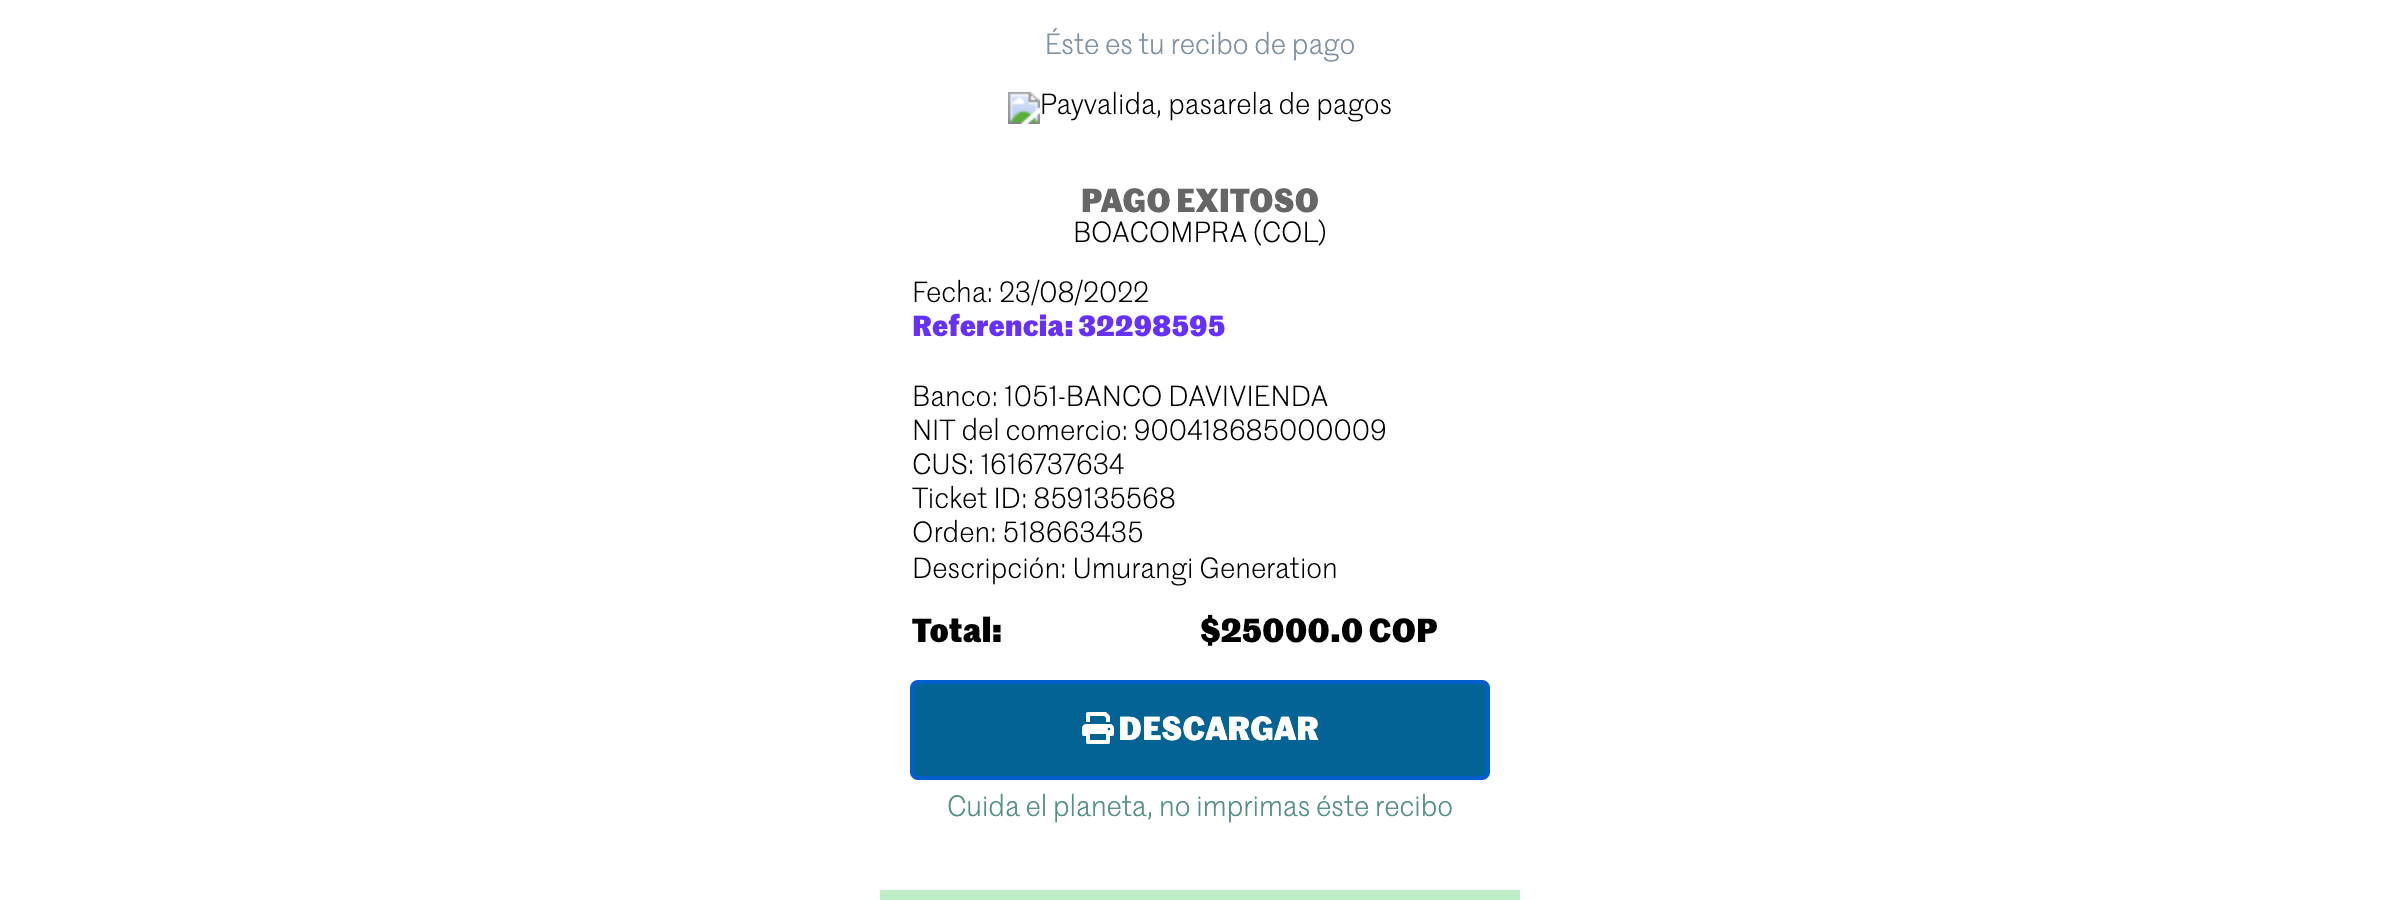 Éste es tu recibo de pago
Payvalida, pasarela de pagos
PAGO EXITOSO
BOACOMPRA (COL)
Fecha: 23/08/2022
Referencia: 32298595
Banco: 1051-BANCO DAVIVIENDA
NIT del comercio: 900418685000009
CUS: 1616737634
Ticket ID: 859135568
Orden: 518663435
Descripción: Umurangi Generation
Total: $25000.0 COP
DESCARGAR
Cuida el planeta, no imprimas éste recibo